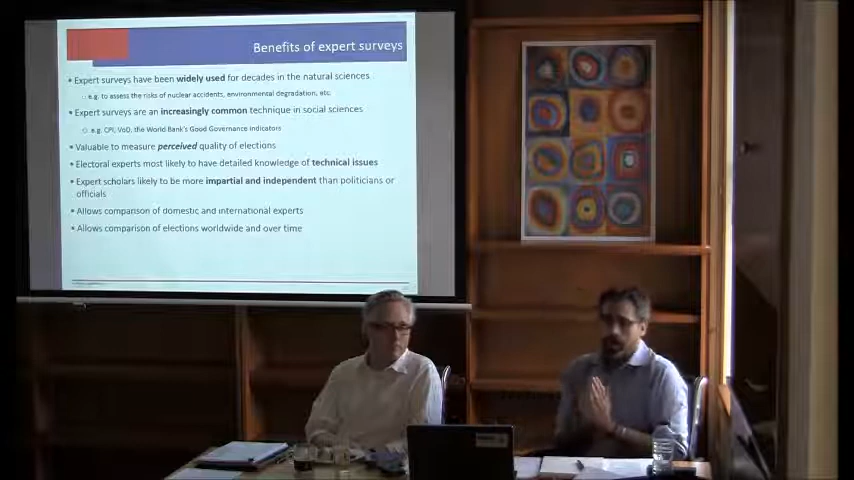 Benefits of expert surveys
• Expert surveys have been widely used for decades in the natural sciences
e.g. to assess the risks of nuclear accidents, environmental degradation, etc.
• Expert surveys are an increasingly common technique in social sciences
e.g. CPI, VoD, the World Bank's Good Governance indicators
• Valuable to measure perceived quality of elections
• Electoral experts most likely to have detailed knowledge of technical issues
• Expert scholars likely to be more impartial and independent than politicians or
officials
• Allows comparison of domestic and international experts
• Allows comparison of elections worldwide and over time